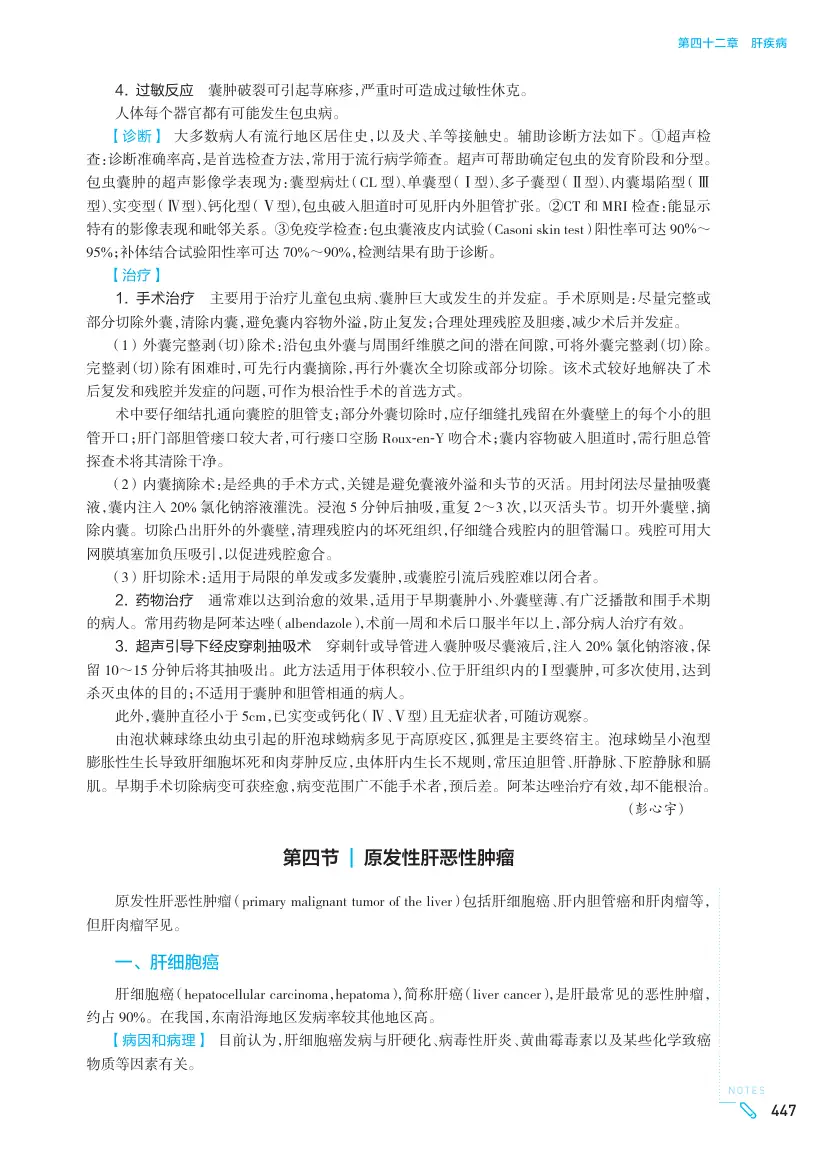 第四十二章　肝疾病
4. 过敏反应　囊肿破裂可引起荨麻疹,严重时可造成过敏性休克。
人体每个器官都有可能发生包虫病。
【诊断】 大多数病人有流行地区居住史,以及犬、羊等接触史。辅助诊断方法如下。①超声检
查:诊断准确率高,是首选检查方法,常用于流行病学筛查。超声可帮助确定包虫的发育阶段和分型。
包虫囊肿的超声影像学表现为:囊型病灶(CL 型)、单囊型(Ⅰ型)、多子囊型(Ⅱ型)、内囊塌陷型(Ⅲ
型)、实变型(Ⅳ型)、钙化型(Ⅴ型),包虫破入胆道时可见肝内外胆管扩张。②CT 和 MRI 检查:能显示
特有的影像表现和毗邻关系。③免疫学检查:包虫囊液皮内试验(Casoni skin test)阳性率可达 90%～
95%;补体结合试验阳性率可达 70%～90%,检测结果有助于诊断。
【治疗】
1. 手术治疗　主要用于治疗儿童包虫病、囊肿巨大或发生的并发症。手术原则是:尽量完整或
部分切除外囊,清除内囊,避免囊内容物外溢,防止复发;合理处理残腔及胆瘘,减少术后并发症。
(1)外囊完整剥(切)除术:沿包虫外囊与周围纤维膜之间的潜在间隙,可将外囊完整剥(切)除。
完整剥(切)除有困难时,可先行内囊摘除,再行外囊次全切除或部分切除。该术式较好地解决了术
后复发和残腔并发症的问题,可作为根治性手术的首选方式。
术中要仔细结扎通向囊腔的胆管支;部分外囊切除时,应仔细缝扎残留在外囊壁上的每个小的胆
管开口;肝门部胆管瘘口较大者,可行瘘口空肠 Roux-en-Y 吻合术;囊内容物破入胆道时,需行胆总管
探查术将其清除干净。
(2)内囊摘除术:是经典的手术方式,关键是避免囊液外溢和头节的灭活。用封闭法尽量抽吸囊
液,囊内注入 20% 氯化钠溶液灌洗。浸泡 5 分钟后抽吸,重复 2～3 次,以灭活头节。切开外囊壁,摘
除内囊。切除凸出肝外的外囊壁,清理残腔内的坏死组织,仔细缝合残腔内的胆管漏口。残腔可用大
网膜填塞加负压吸引,以促进残腔愈合。
(3)肝切除术:适用于局限的单发或多发囊肿,或囊腔引流后残腔难以闭合者。
2. 药物治疗　通常难以达到治愈的效果,适用于早期囊肿小、外囊壁薄、有广泛播散和围手术期
的病人。常用药物是阿苯达唑(albendazole),术前一周和术后口服半年以上,部分病人治疗有效。
3. 超声引导下经皮穿刺抽吸术　穿刺针或导管进入囊肿吸尽囊液后,注入 20% 氯化钠溶液,保
留 10～15 分钟后将其抽吸出。此方法适用于体积较小、位于肝组织内的Ⅰ型囊肿,可多次使用,达到
杀灭虫体的目的;不适用于囊肿和胆管相通的病人。
此外,囊肿直径小于 5cm,已实变或钙化(Ⅳ、Ⅴ型)且无症状者,可随访观察。
由泡状棘球绦虫幼虫引起的肝泡球蚴病多见于高原疫区,狐狸是主要终宿主。泡球蚴呈小泡型
膨胀性生长导致肝细胞坏死和肉芽肿反应,虫体肝内生长不规则,常压迫胆管、肝静脉、下腔静脉和膈
肌。早期手术切除病变可获痊愈,病变范围广不能手术者,预后差。阿苯达唑治疗有效,却不能根治。
(彭心宇)
第四节 | 原发性肝恶性肿瘤
原发性肝恶性肿瘤(primary malignant tumor of the liver)包括肝细胞癌、肝内胆管癌和肝肉瘤等,
但肝肉瘤罕见。
一、肝细胞癌
肝细胞癌(hepatocellular carcinoma,hepatoma),简称肝癌(liver cancer),是肝最常见的恶性肿瘤,
约占 90%。在我国,东南沿海地区发病率较其他地区高。
【病因和病理】 目前认为,肝细胞癌发病与肝硬化、病毒性肝炎、黄曲霉毒素以及某些化学致癌
物质等因素有关。
NOTES
447